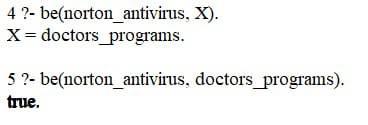 4 ?- be(norton_antivirus, X).
X = doctors_programs.
5 ?- be(norton_antivirus, doctors_programs).
true.